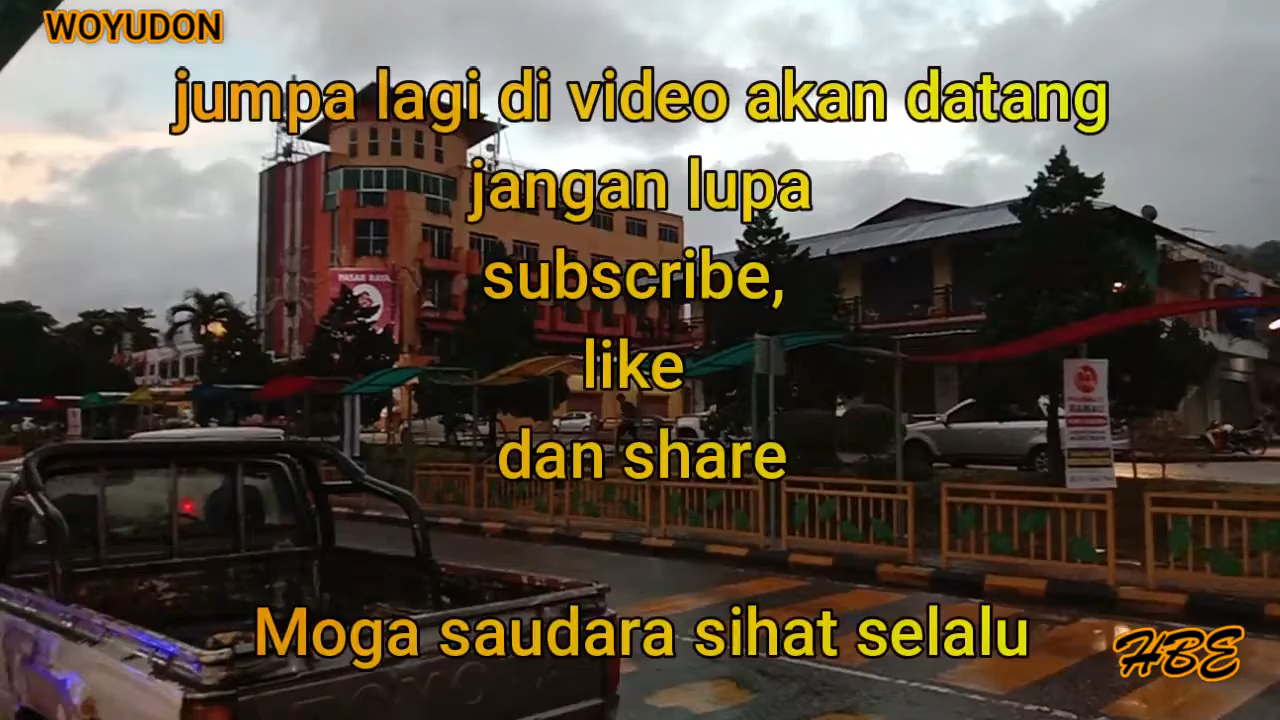 WOYUDON
jumpa lagi di video akan datang
jangan lupa
subscribe,
like
dan share
PASAR RAYA
RANAU
Moga saudara sihat selalu
HBE